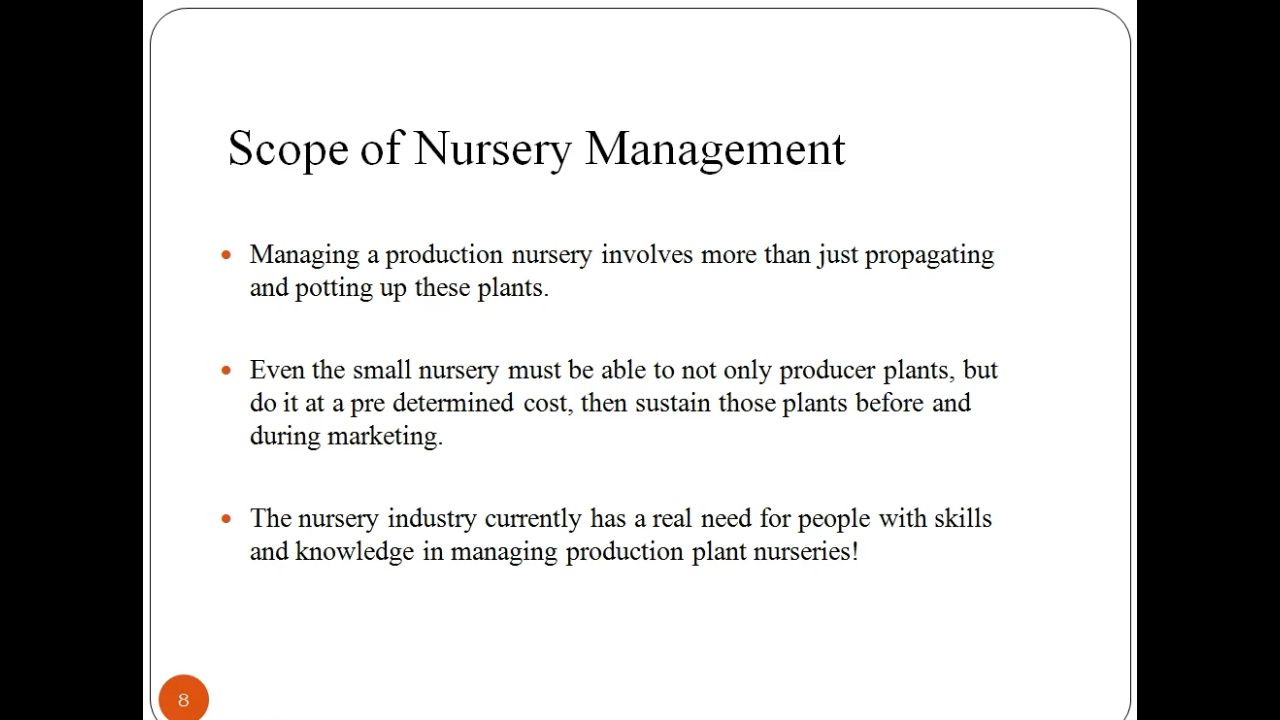 Scope of Nursery Management
• Managing a production nursery involves more than just propagating
and potting up these plants.
• Even the small nursery must be able to not only producer plants, but
do it at a pre determined cost, then sustain those plants before and
during marketing.
• The nursery industry currently has a real need for people with skills
and knowledge in managing production plant nurseries!
8